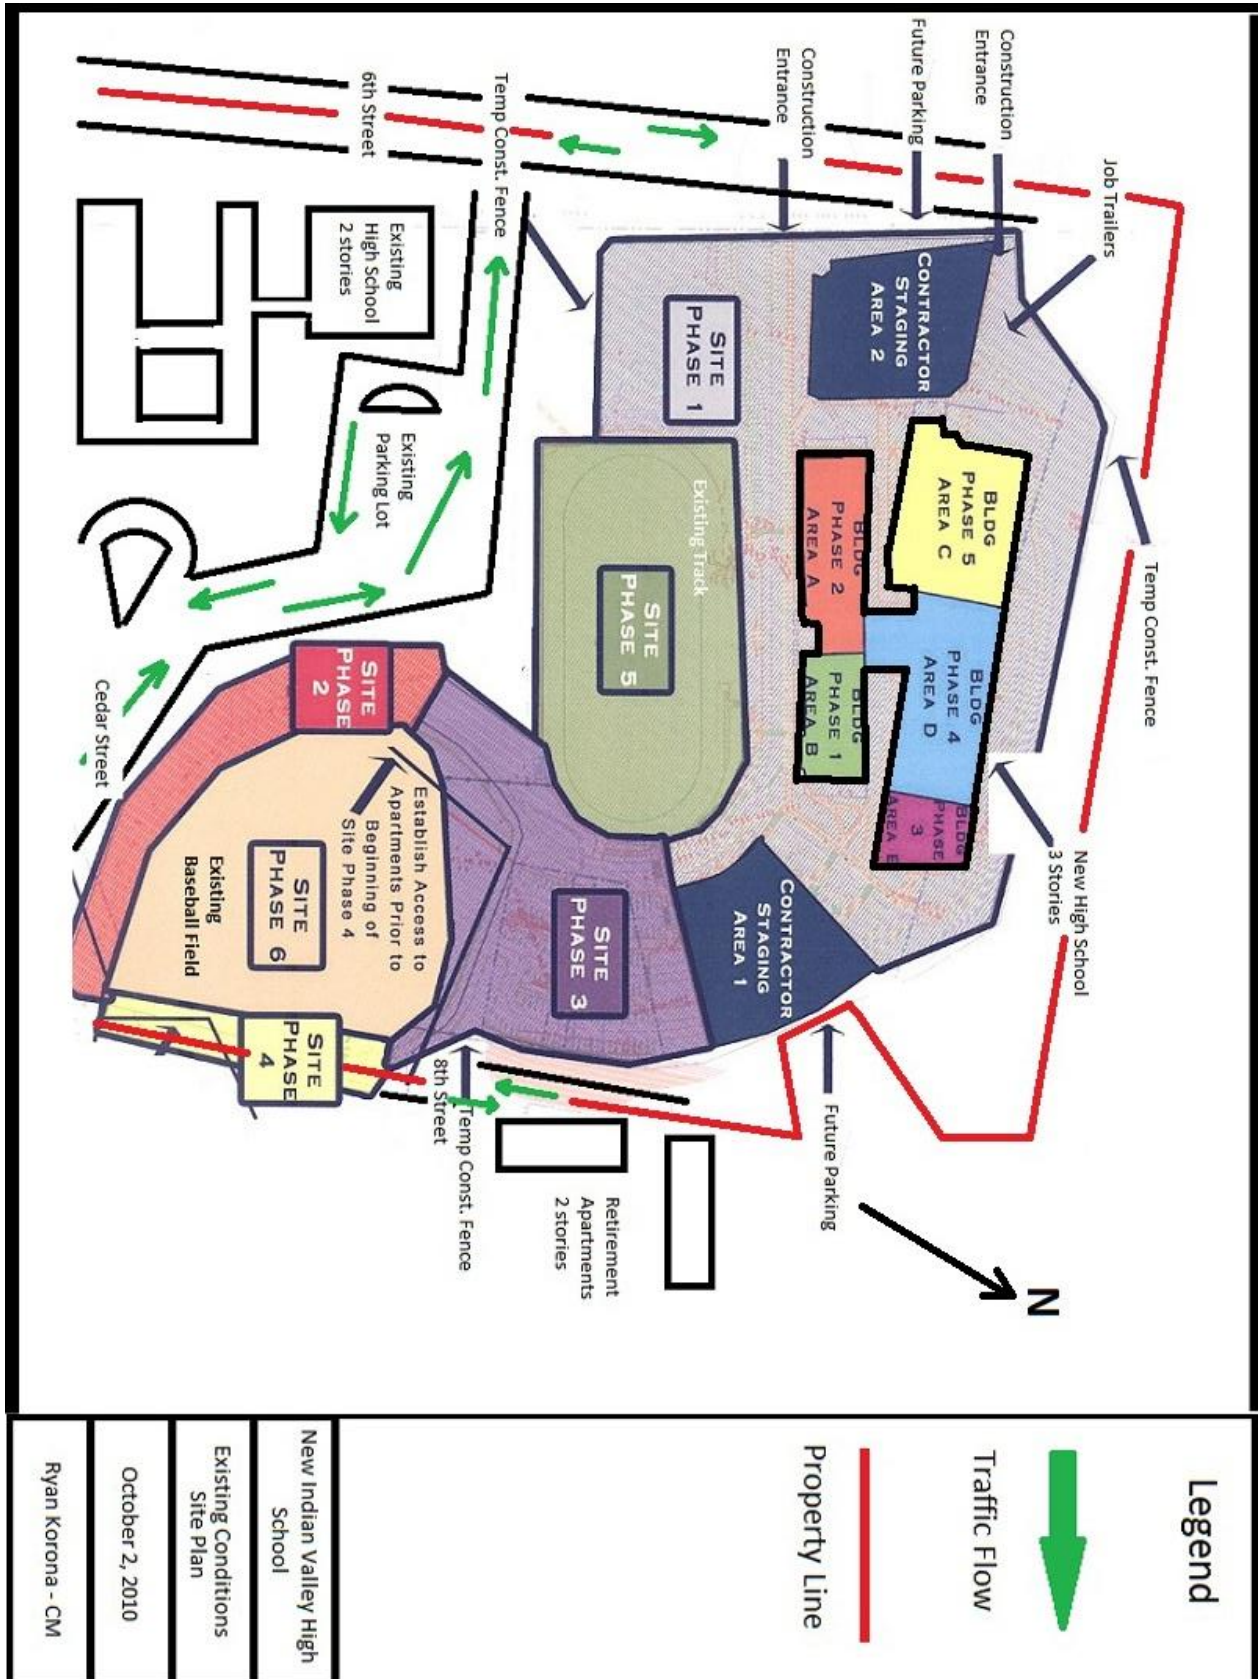 Construction
Entrance
Future Parking
Construction
Entrance
Job Trailers
Temp Const. Fence
6th Street
Temp Const. Fence
Existing
High School
2 stories
Existing
Parking Lot
Cedar Street
CONTRACTOR
STAGING
AREA 2
SITE
PHASE 1
Existing Track
SITE
PHASE 5
BLDG
PHASE 5
AREA C
BLDG
PHASE 2
AREA A
BLDG
PHASE 4
AREA D
BLDG
PHASE 1
AREA B
BLDG
PHASE
3
AREA E
New High School
3 Stories
SITE
PHASE
2
Establish Access to
Apartments Prior to
Beginning of
Site Phase 4
SITE
PHASE 6
Existing
Baseball Field
SITE
PHASE 3
CONTRACTOR
STAGING
AREA 1
SITE
PHASE
4
8th Street
Temp Const. Fence
Future Parking
Retirement
Apartments
2 stories
N
Legend
Traffic Flow
Property Line
New Indian Valley High
School
Existing Conditions
Site Plan
October 2, 2010
Ryan Korona - CM